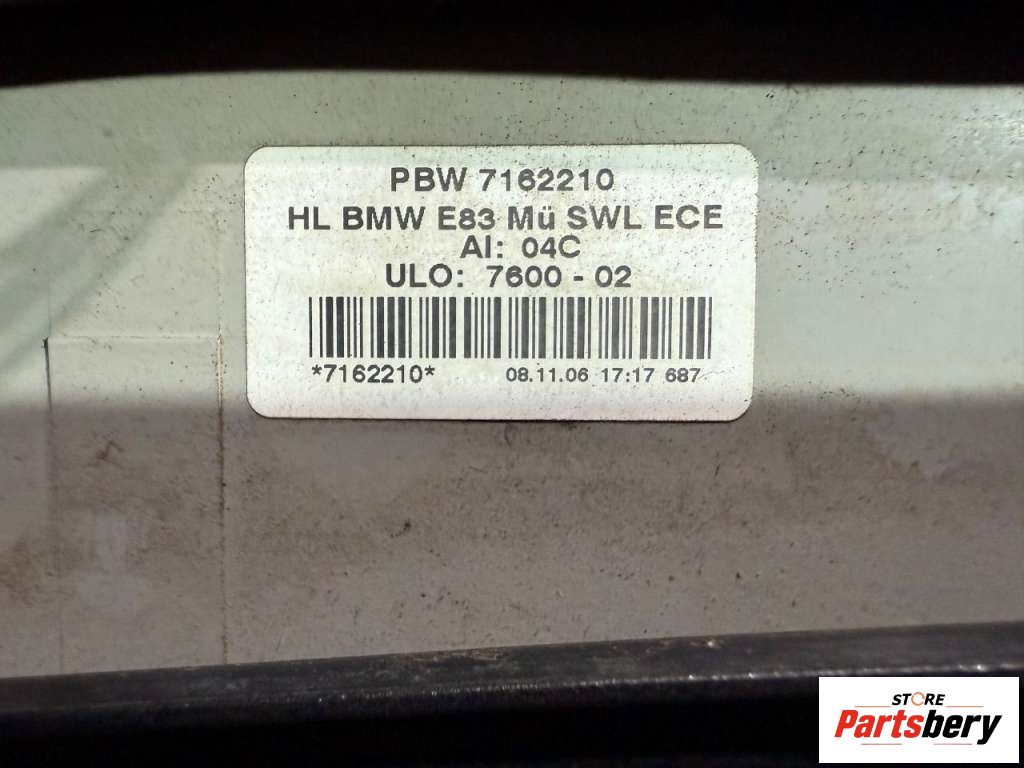 PBW 7162210
HL BMW E83 Mü SWL ECE
AI: 04C
ULO: 7600 - 02
*7162210* 08.11.06 17:17 687
STORE
Partsbery